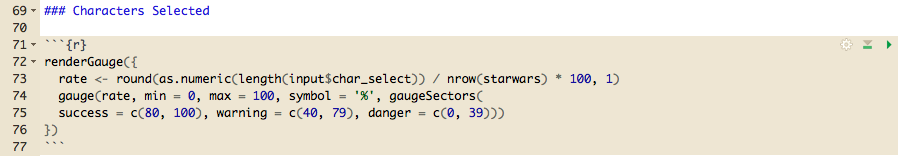 69 ### Characters Selected
70
71 ```{r}
72 renderGauge({
73   rate <- round(as.numeric(length(input$char_select)) / nrow(starwars) * 100, 1)
74   gauge(rate, min = 0, max = 100, symbol = '%', gaugeSectors(
75   success = c(80, 100), warning = c(40, 79), danger = c(0, 39)))
76 })
77 ```